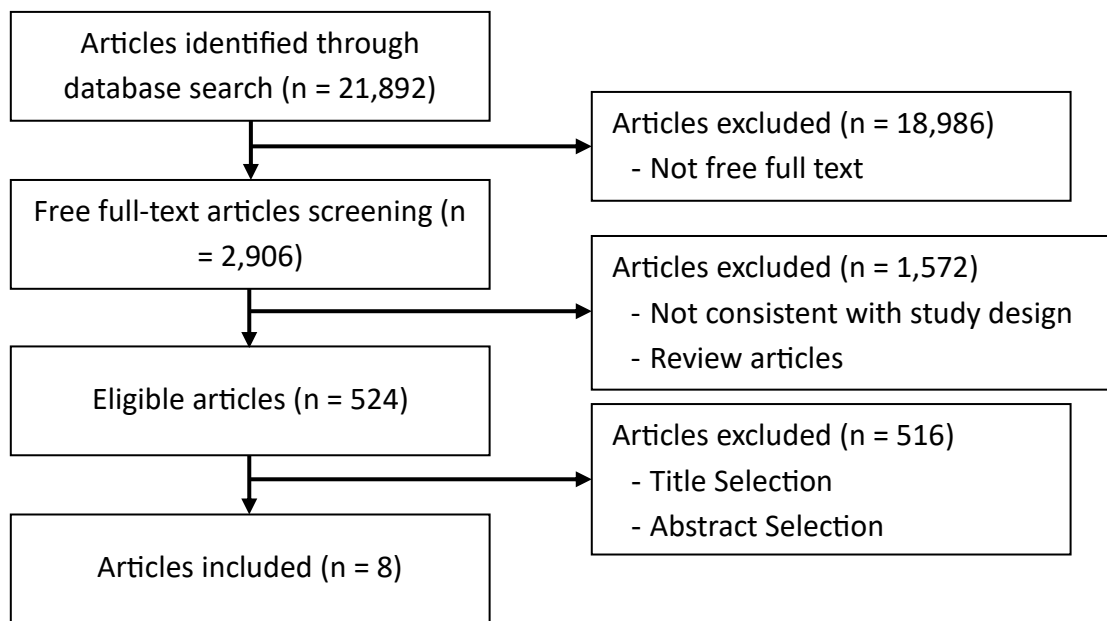 Articles identified through
database search (n = 21,892)
Articles excluded (n = 18,986)
- Not free full text
Free full-text articles screening (n
= 2,906)
Articles excluded (n = 1,572)
- Not consistent with study design
- Review articles
Eligible articles (n = 524)
Articles excluded (n = 516)
- Title Selection
- Abstract Selection
Articles included (n = 8)